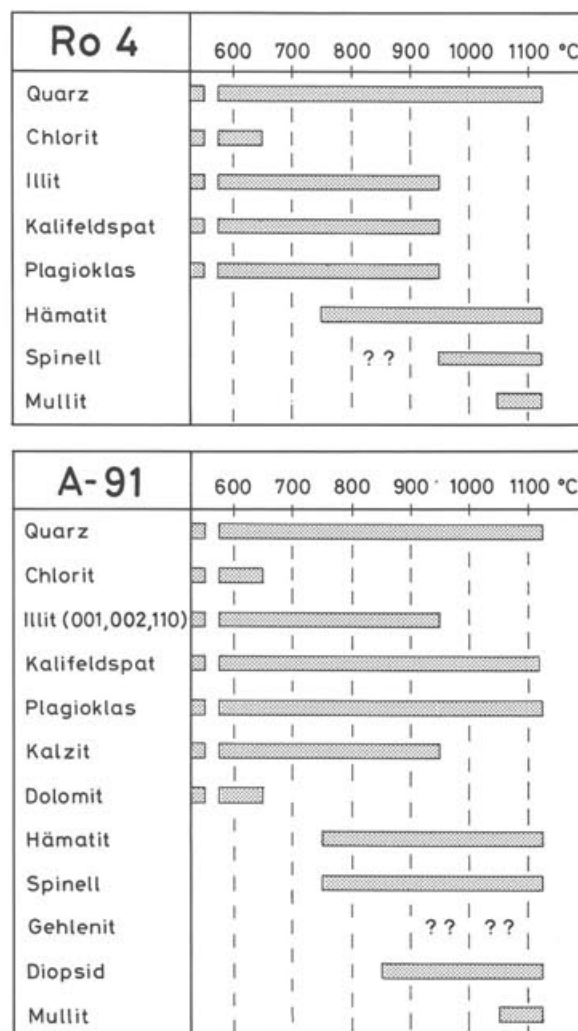 Ro 4 600 700 800 900 1000 1100 °C
Quarz
Chlorit
Illit
Kalifeldspat
Plagioklas
Hämatit
Spinell ? ?
Mullit
A-91 600 700 800 900 1000 1100 °C
Quarz
Chlorit
Illit (001,002,110)
Kalifeldspat
Plagioklas
Kalzit
Dolomit
Hämatit
Spinell
Gehlenit ? ? ? ?
Diopsid
Mullit